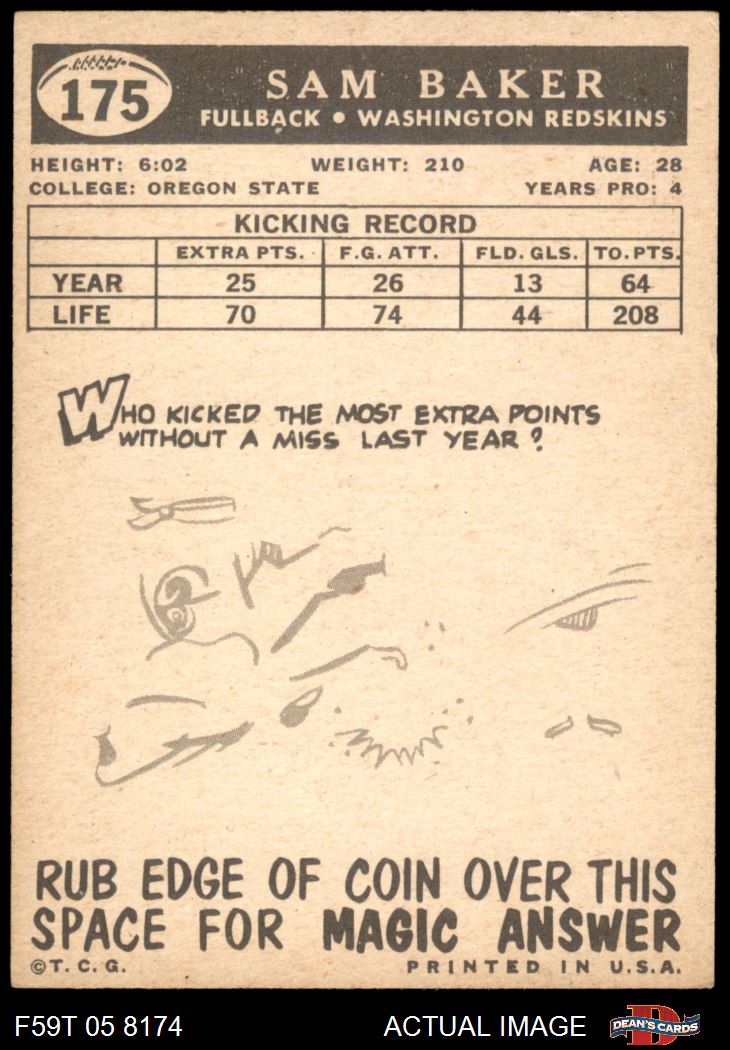 175
SAM BAKER
FULLBACK • WASHINGTON REDSKINS
HEIGHT: 6:02 WEIGHT: 210 AGE: 28
COLLEGE: OREGON STATE YEARS PRO: 4
KICKING RECORD
EXTRA PTS. F.G. ATT. FLD. GLS. TO. PTS.
YEAR 25 26 13 64
LIFE 70 74 44 208
WHO KICKED THE MOST EXTRA POINTS
WITHOUT A MISS LAST YEAR?
RUB EDGE OF COIN OVER THIS
SPACE FOR MAGIC ANSWER
©T.C.G. PRINTED IN U.S.A.
F59T 05 8174 ACTUAL IMAGE D DEAN'S CARDS